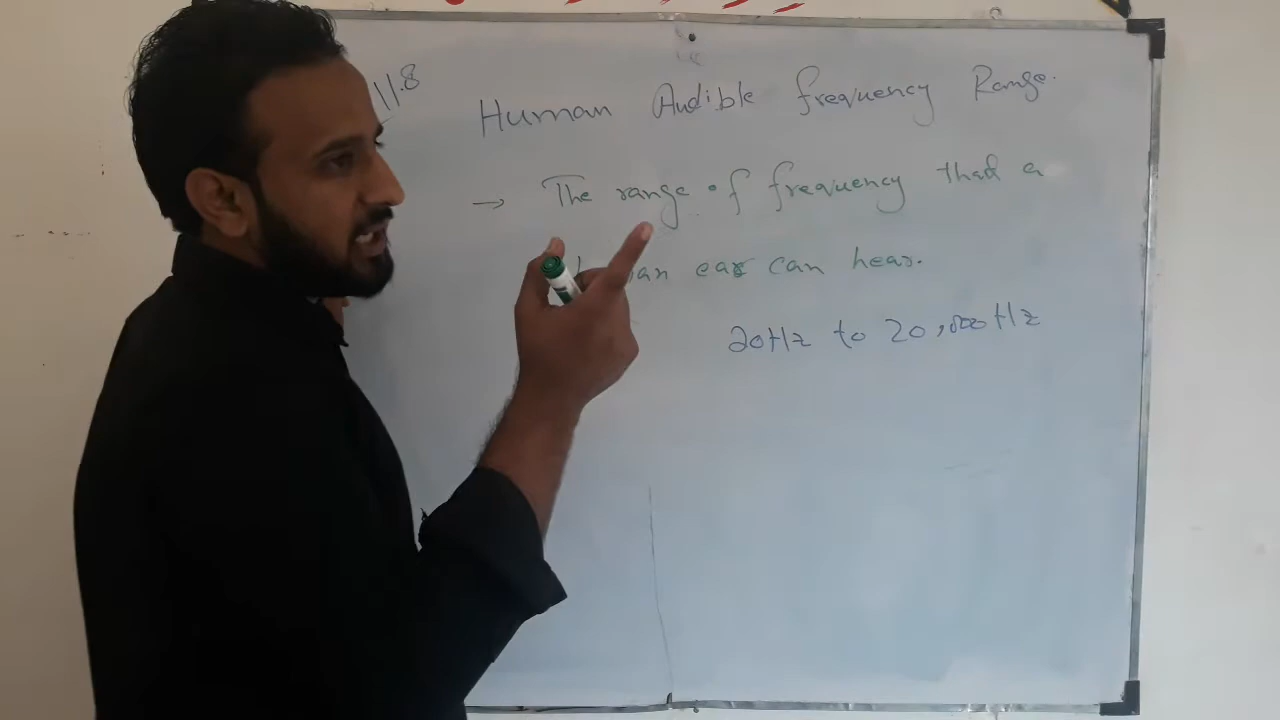 11.8 Human Audible frequency Range.
→ The range of frequency that a
an ear can hear.
20Hz to 20,000Hz